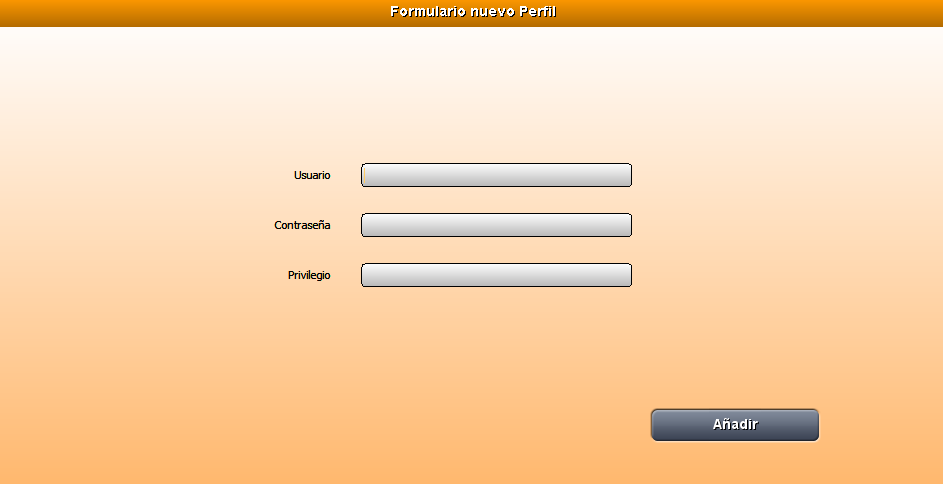 Formulario nuevo Perfil
Usuario
Contraseña
Privilegio
Añadir